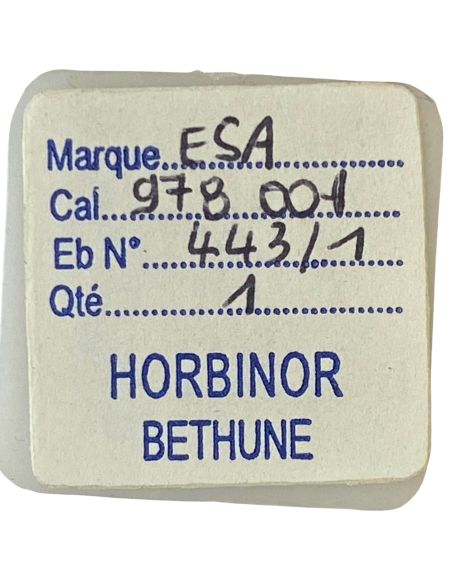 Marque..ESA..................
Cal....978 001.......
Eb N°.....443/1....
Qté.............1................
HORBINOR
BETHUNE